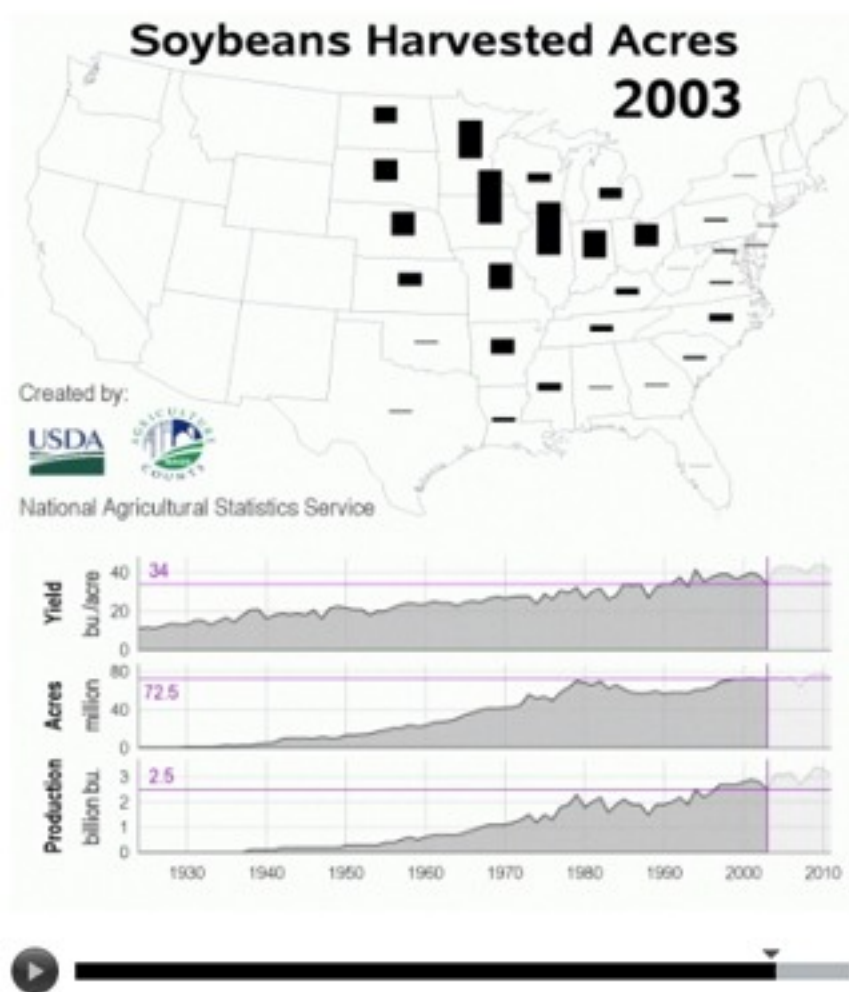 Soybeans Harvested Acres
2003
Created by:
USDA
AGRICULTURE
COUNTS
National Agricultural Statistics Service
Yield
bu./acre
40
20
0
34
Acres
million
80
40
0
72.5
Production
billion bu.
3
2
1
0
2.5
1930 1940 1950 1960 1970 1980 1990 2000 2010